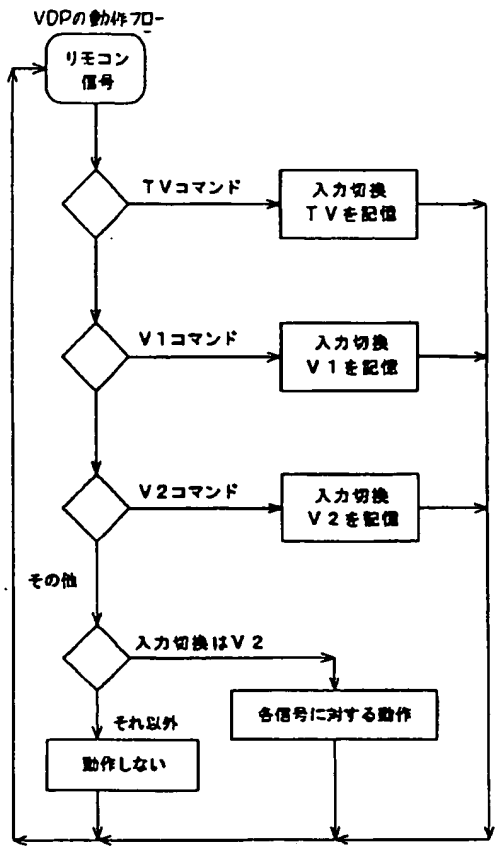 VDPの動作フロー
リモコン
信号
TVコマンド
入力切換
TVを記憶
V1コマンド
入力切換
V1を記憶
V2コマンド
入力切換
V2を記憶
その他
入力切換はV2
各信号に対する動作
それ以外
動作しない